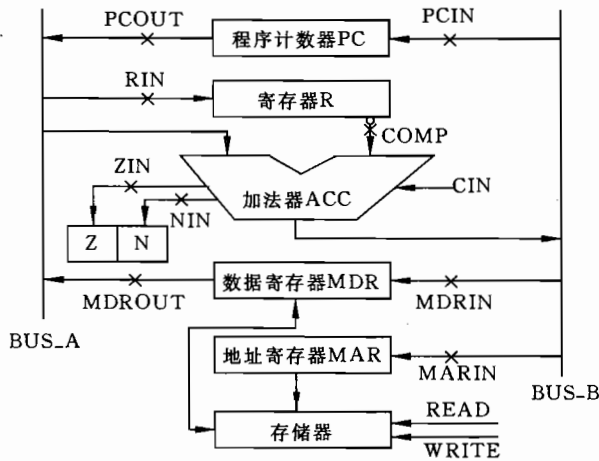 PCOUT
程序计数器PC
PCIN
RIN
寄存器R
COMP
ZIN
加法器ACC
CIN
NIN
Z
N
MDROUT
数据寄存器MDR
MDRIN
BUS_A
地址寄存器MAR
MARIN
BUS_B
READ
存储器
WRITE